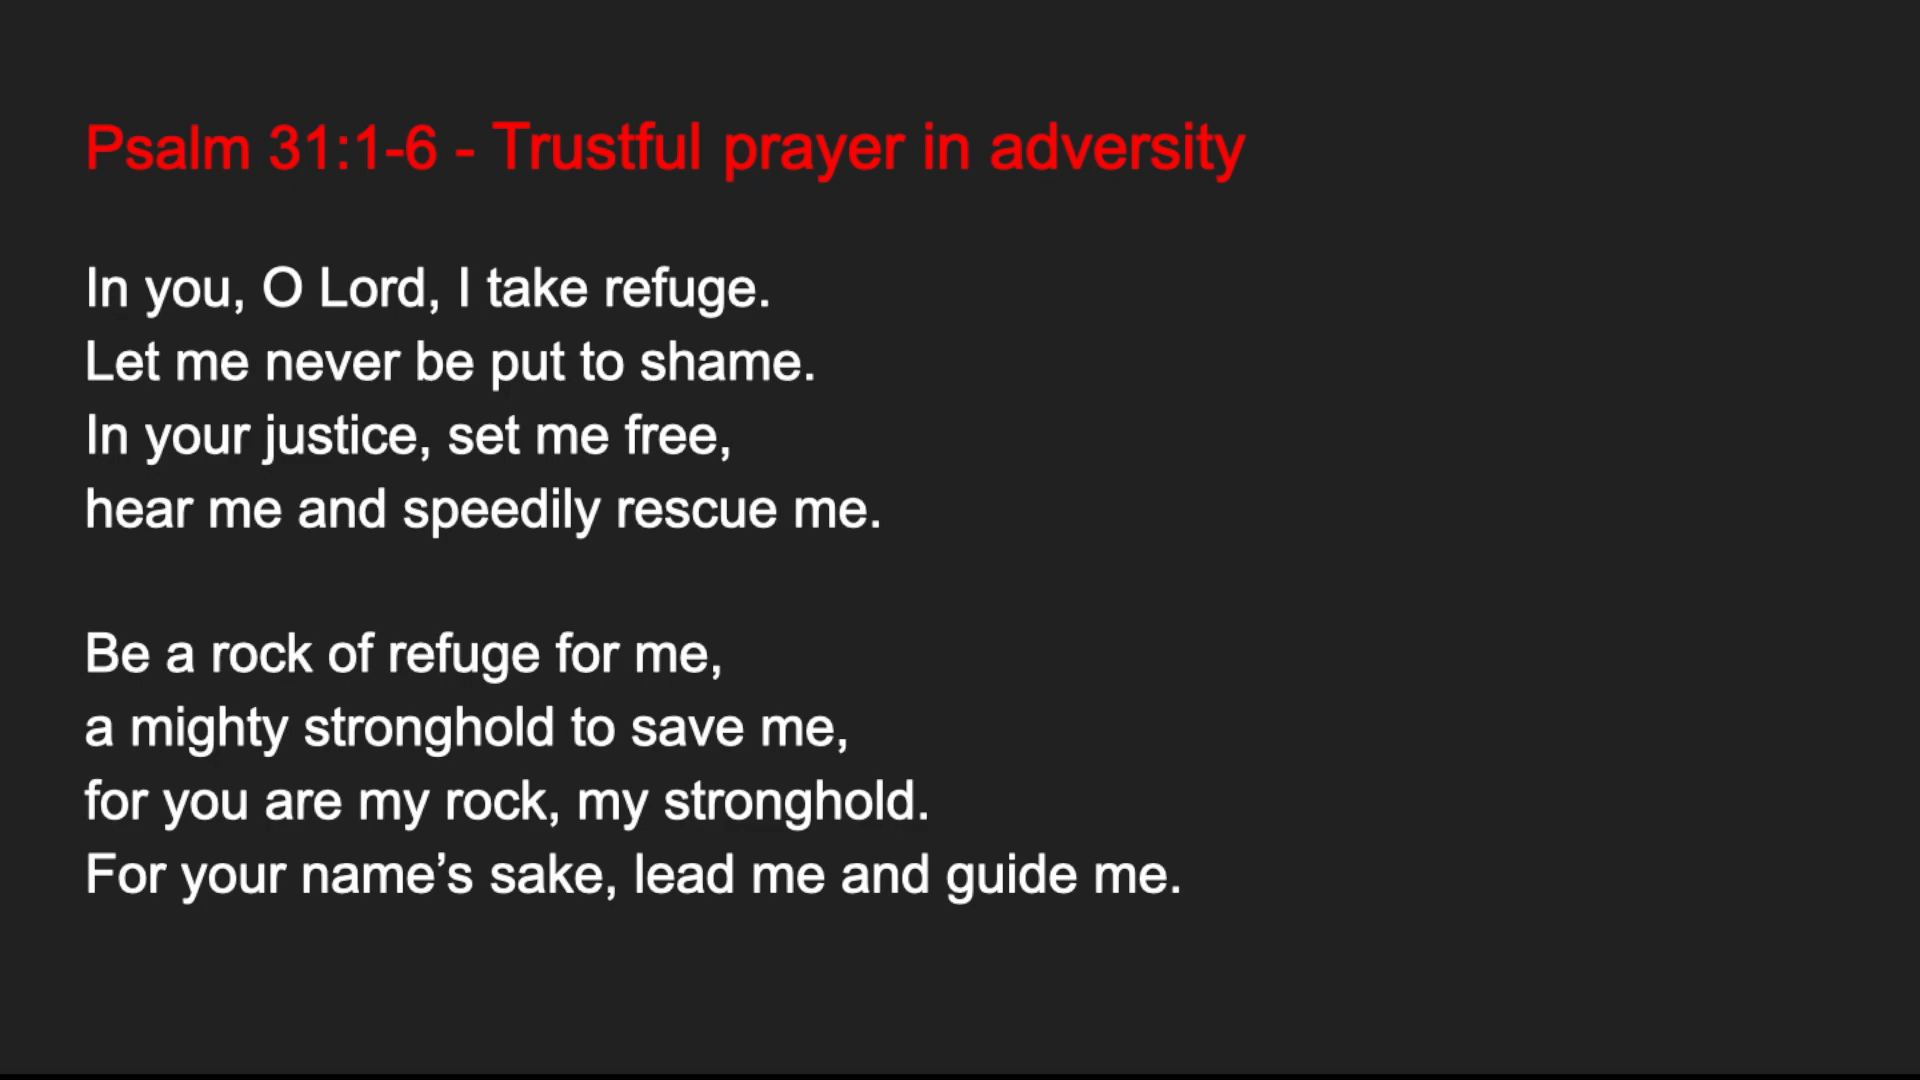 Psalm 31:1-6 - Trustful prayer in adversity
In you, O Lord, I take refuge.
Let me never be put to shame.
In your justice, set me free,
hear me and speedily rescue me.
Be a rock of refuge for me,
a mighty stronghold to save me,
for you are my rock, my stronghold.
For your name’s sake, lead me and guide me.